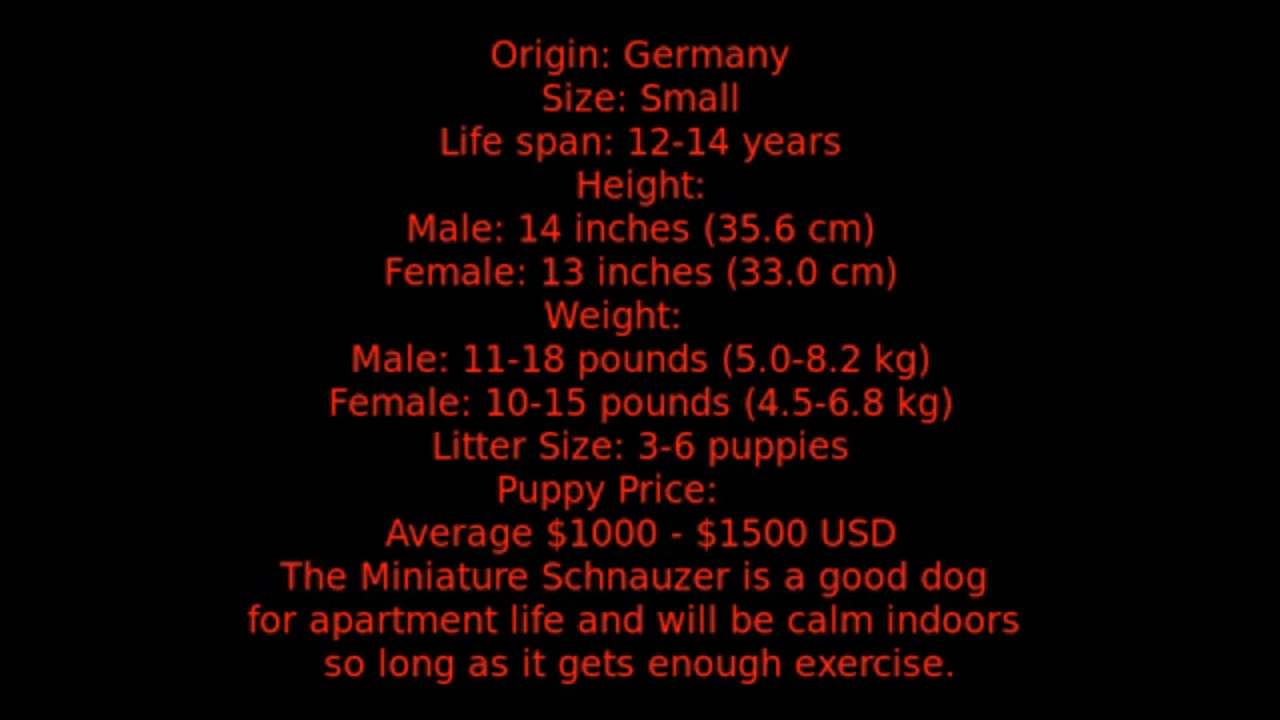 Origin: Germany
Size: Small
Life span: 12-14 years
Height:
Male: 14 inches (35.6 cm)
Female: 13 inches (33.0 cm)
Weight:
Male: 11-18 pounds (5.0-8.2 kg)
Female: 10-15 pounds (4.5-6.8 kg)
Litter Size: 3-6 puppies
Puppy Price:
Average $1000 - $1500 USD
The Miniature Schnauzer is a good dog
for apartment life and will be calm indoors
so long as it gets enough exercise.